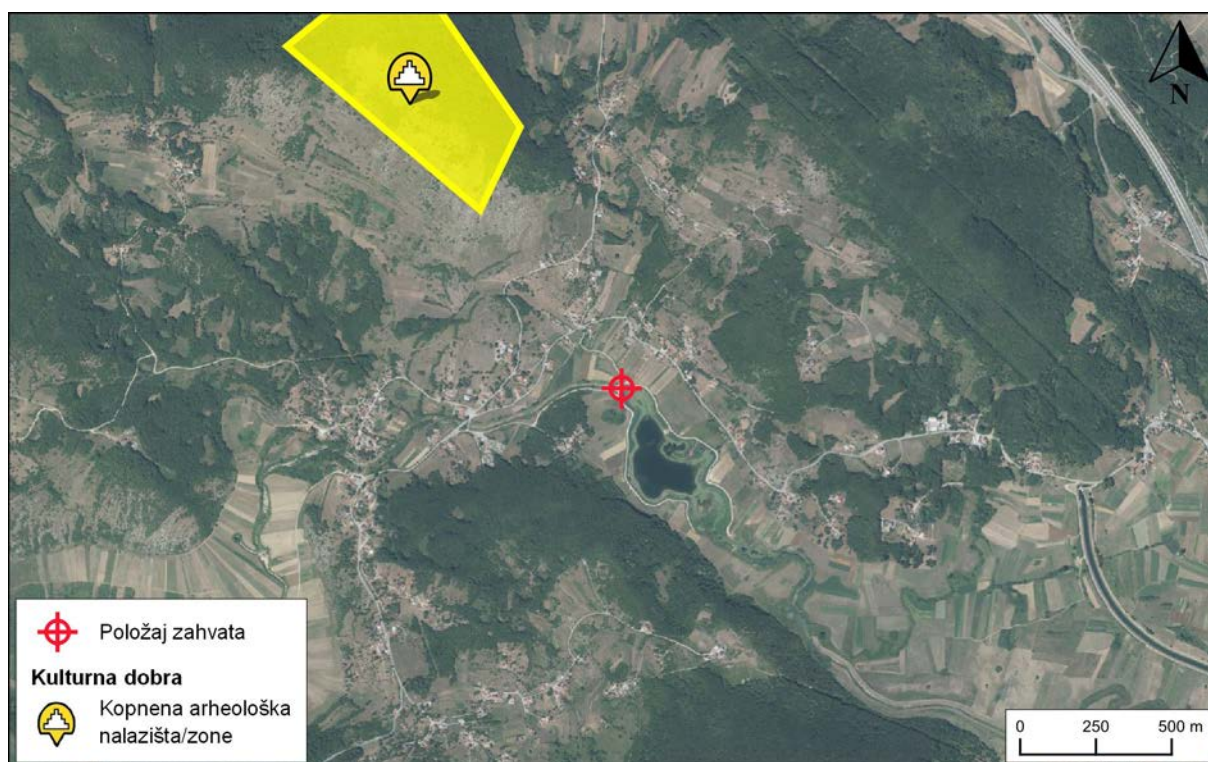 N
Položaj zahvata
Kulturna dobra
Kopnena arheološka
nalazišta/zone
0 250 500 m